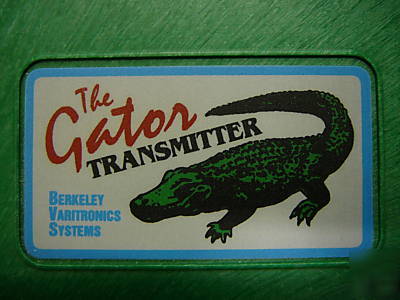 The
Gator
TRANSMITTER
BERKELEY
VARITRONICS
SYSTEMS